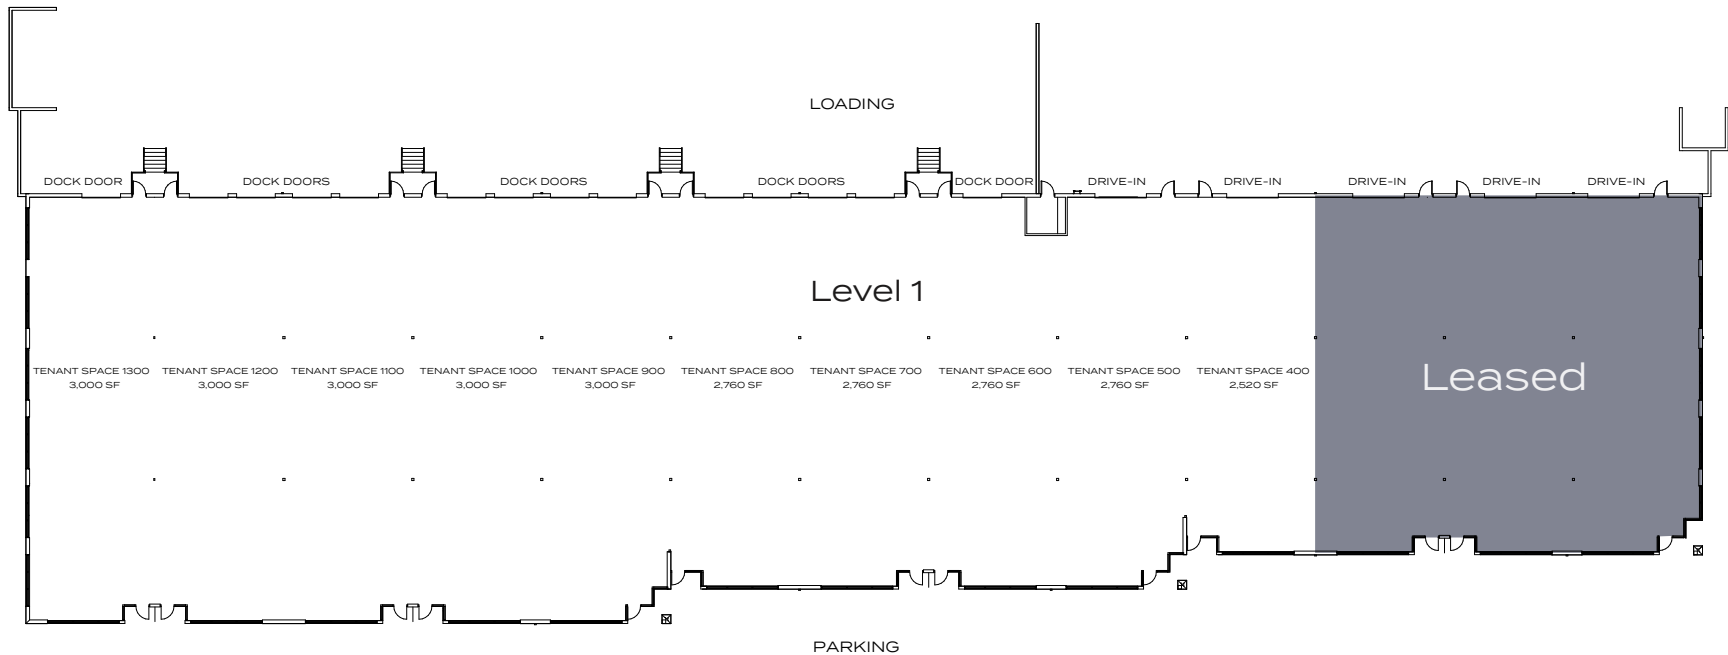 LOADING
DOCK DOOR
DOCK DOORS
DOCK DOORS
DOCK DOORS
DOCK DOOR
DRIVE-IN
DRIVE-IN
DRIVE-IN
DRIVE-IN
DRIVE-IN
Level 1
TENANT SPACE 1300
3,000 SF
TENANT SPACE 1200
3,000 SF
TENANT SPACE 1100
3,000 SF
TENANT SPACE 1000
3,000 SF
TENANT SPACE 900
3,000 SF
TENANT SPACE 800
2,760 SF
TENANT SPACE 700
2,760 SF
TENANT SPACE 600
2,760 SF
TENANT SPACE 500
2,760 SF
TENANT SPACE 400
2,520 SF
Leased
PARKING